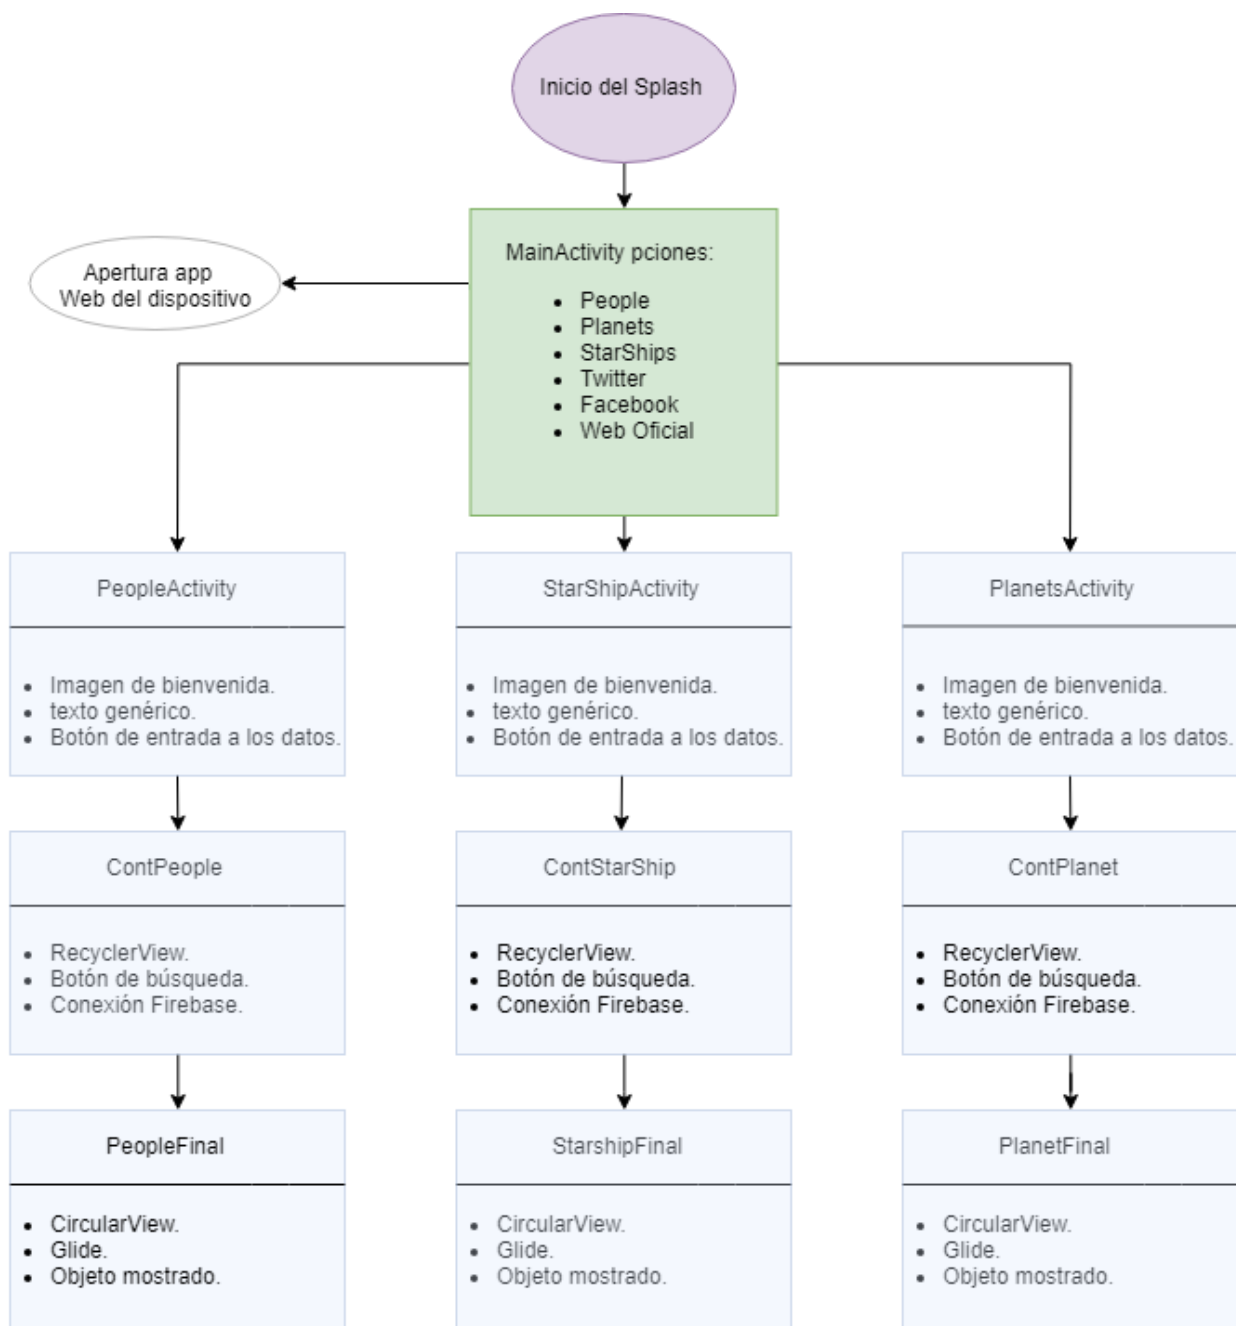 Inicio del Splash
MainActivity pciones:
People
Planets
StarShips
Twitter
Facebook
Web Oficial
Apertura app
Web del dispositivo
PeopleActivity
Imagen de bienvenida.
texto genérico.
Botón de entrada a los datos.
StarShipActivity
Imagen de bienvenida.
texto genérico.
Botón de entrada a los datos.
PlanetsActivity
Imagen de bienvenida.
texto genérico.
Botón de entrada a los datos.
ContPeople
RecyclerView.
Botón de búsqueda.
Conexión Firebase.
ContStarShip
RecyclerView.
Botón de búsqueda.
Conexión Firebase.
ContPlanet
RecyclerView.
Botón de búsqueda.
Conexión Firebase.
PeopleFinal
CircularView.
Glide.
Objeto mostrado.
StarshipFinal
CircularView.
Glide.
Objeto mostrado.
PlanetFinal
CircularView.
Glide.
Objeto mostrado.